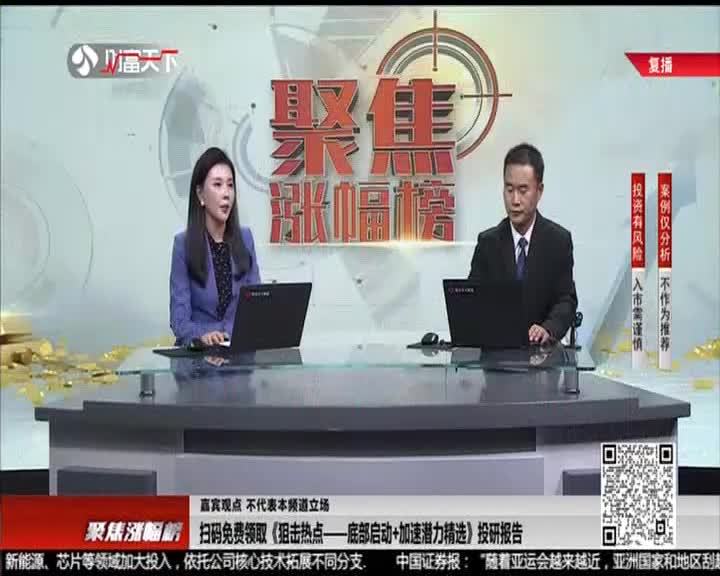 财富天下
复播
聚焦
涨幅榜
案例仅分析 不作为推荐
投资有风险 入市需谨慎
嘉宾观点 不代表本频道立场
聚焦涨幅榜
扫码免费领取《狙击热点——底部启动+加速潜力精选》投研报告
新能源、芯片等领域加大投入，依托公司核心技术拓展不同分支. 中国证券报：“随着亚运会越来越近，亚洲国家和地区刮起